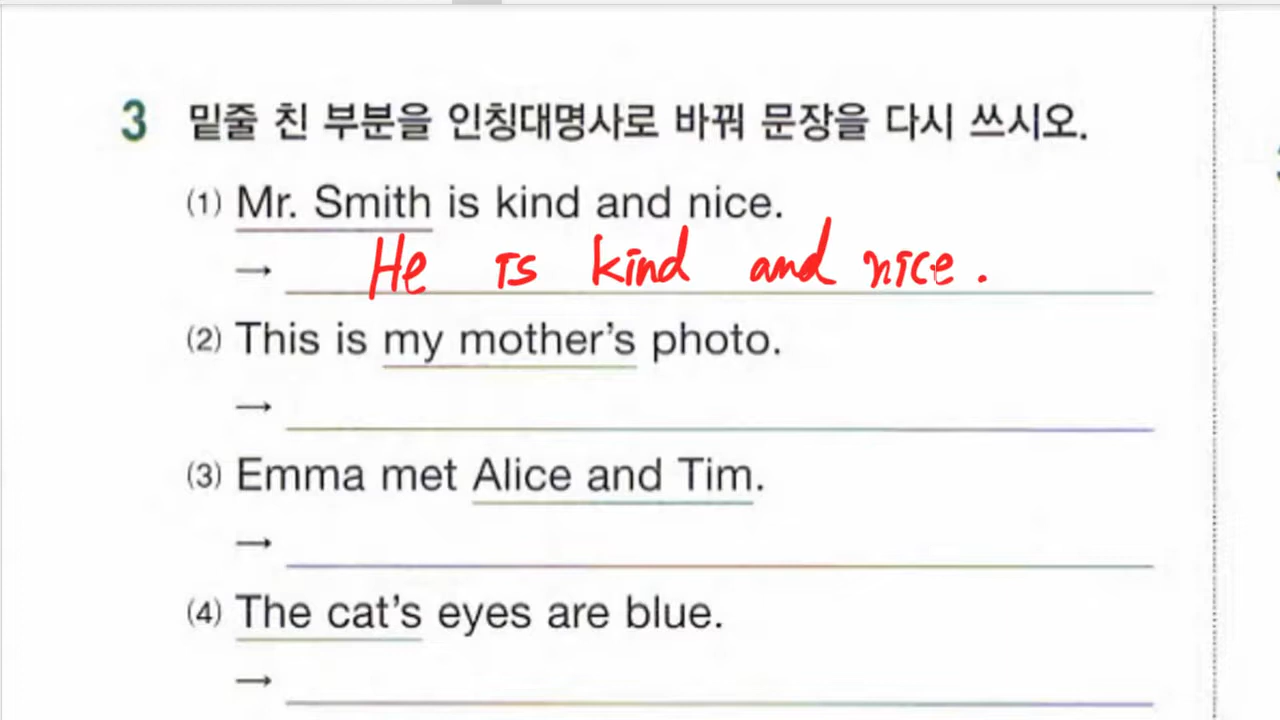 3 밑줄 친 부분을 인칭대명사로 바꿔 문장을 다시 쓰시오.
(1) Mr. Smith is kind and nice.
→ He is kind and nice.
(2) This is my mother's photo.
→
(3) Emma met Alice and Tim.
→
(4) The cat's eyes are blue.
→